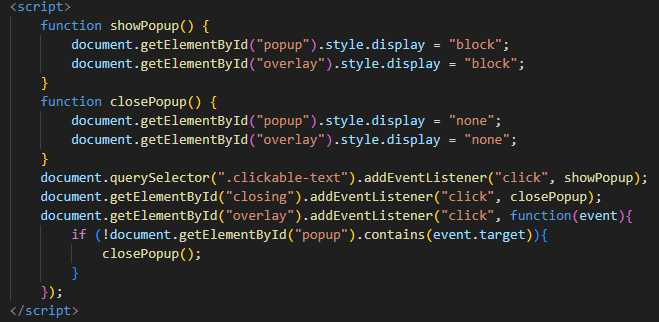 <script>
    function showPopup() {
        document.getElementById("popup").style.display = "block";
        document.getElementById("overlay").style.display = "block";
    }
    function closePopup() {
        document.getElementById("popup").style.display = "none";
        document.getElementById("overlay").style.display = "none";
    }
    document.querySelector(".clickable-text").addEventListener("click", showPopup);
    document.getElementById("closing").addEventListener("click", closePopup);
    document.getElementById("overlay").addEventListener("click", function(event){
        if (!document.getElementById("popup").contains(event.target)){
            closePopup();
        }
    });
</script>